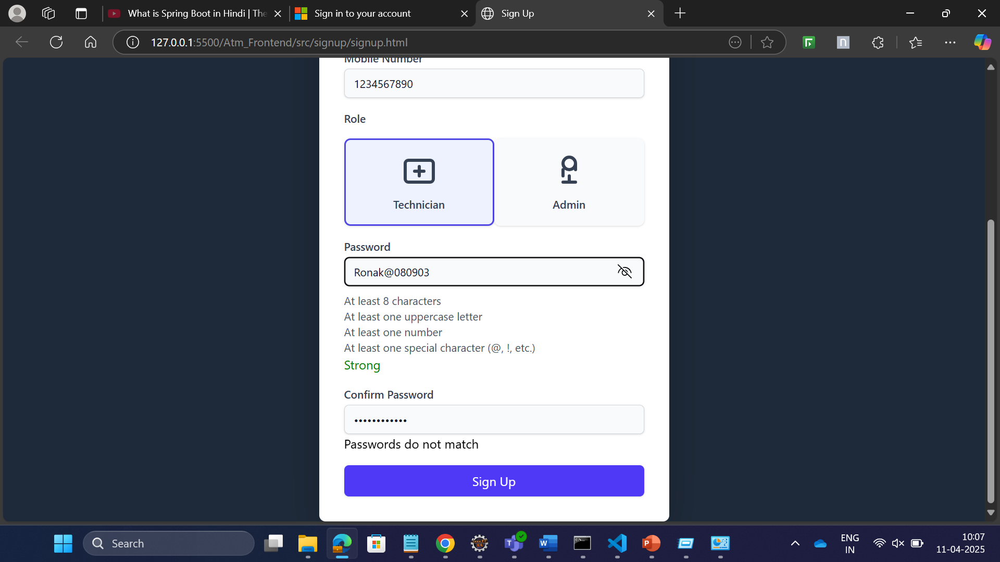 What is Spring Boot in Hindi | The
Sign in to your account
Sign Up
127.0.0.1:5500/Atm_Frontend/src/signup/signup.html
Mobile Number
1234567890
Role
Technician
Admin
Password
Ronak@080903
At least 8 characters
At least one uppercase letter
At least one number
At least one special character (@, !, etc.)
Strong
Confirm Password
••••••••••••
Passwords do not match
Sign Up
Search
ENG
IN
10:07
11-04-2025